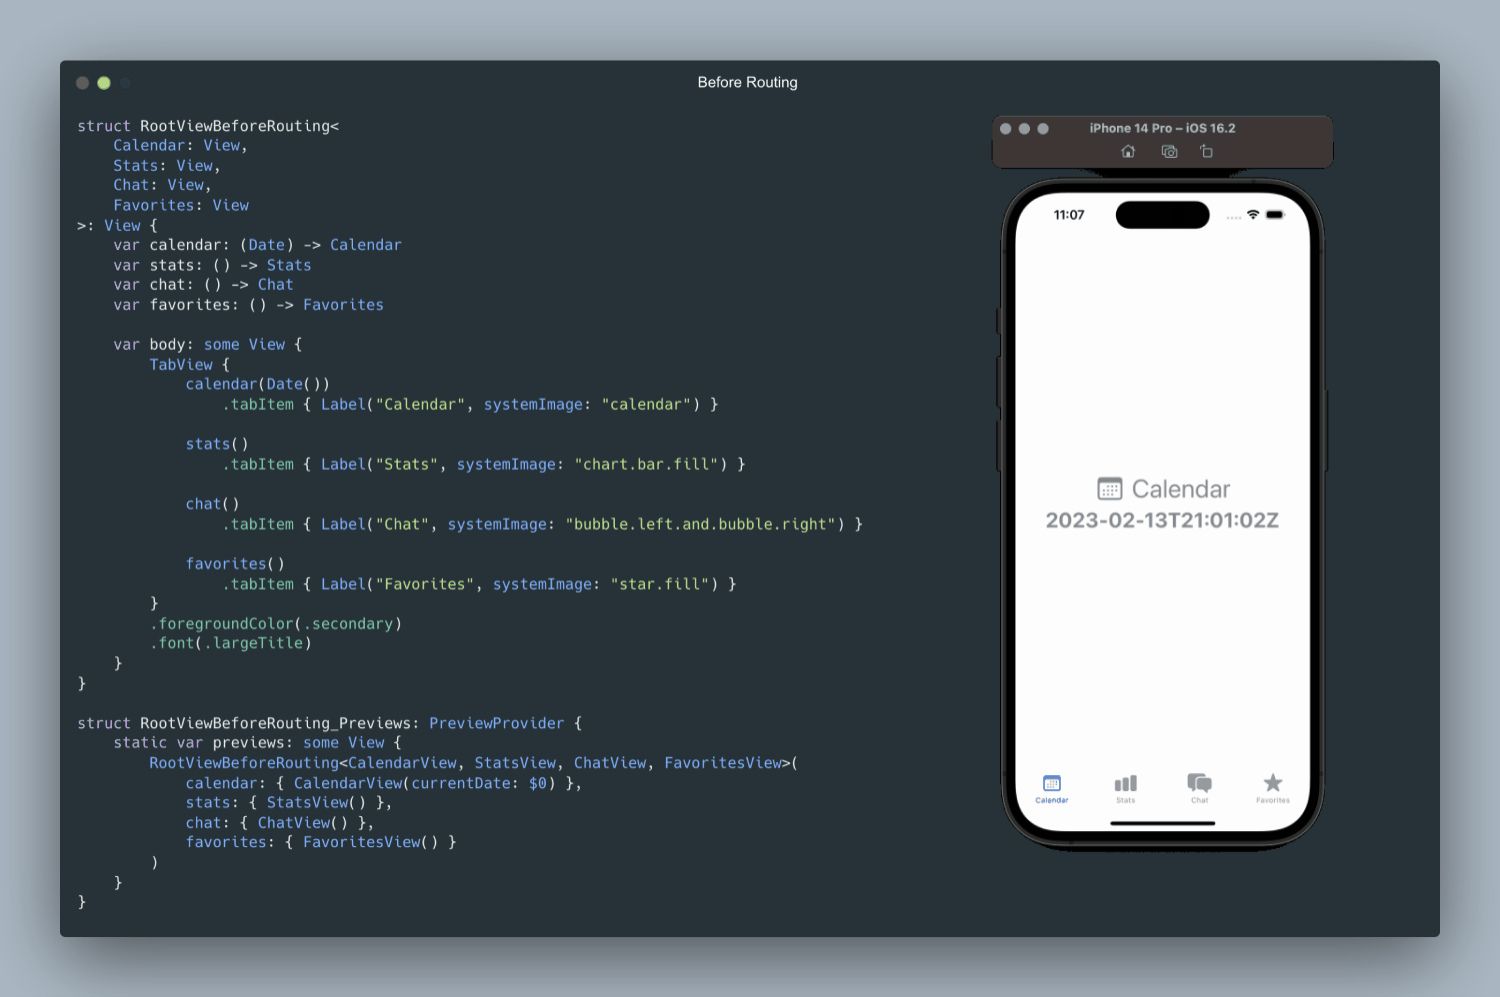 Before Routing
struct RootViewBeforeRouting<
    Calendar: View,
    Stats: View,
    Chat: View,
    Favorites: View
>: View {
    var calendar: (Date) -> Calendar
    var stats: () -> Stats
    var chat: () -> Chat
    var favorites: () -> Favorites

    var body: some View {
        TabView {
            calendar(Date())
                .tabItem { Label("Calendar", systemImage: "calendar") }

            stats()
                .tabItem { Label("Stats", systemImage: "chart.bar.fill") }

            chat()
                .tabItem { Label("Chat", systemImage: "bubble.left.and.bubble.right") }

            favorites()
                .tabItem { Label("Favorites", systemImage: "star.fill") }
        }
        .foregroundColor(.secondary)
        .font(.largeTitle)
    }
}

struct RootViewBeforeRouting_Previews: PreviewProvider {
    static var previews: some View {
        RootViewBeforeRouting<CalendarView, StatsView, ChatView, FavoritesView>(
            calendar: { CalendarView(currentDate: $0) },
            stats: { StatsView() },
            chat: { ChatView() },
            favorites: { FavoritesView() }
        )
    }
}
iPhone 14 Pro – iOS 16.2
11:07
Calendar
2023-02-13T21:01:02Z
Calendar
Stats
Chat
Favorites